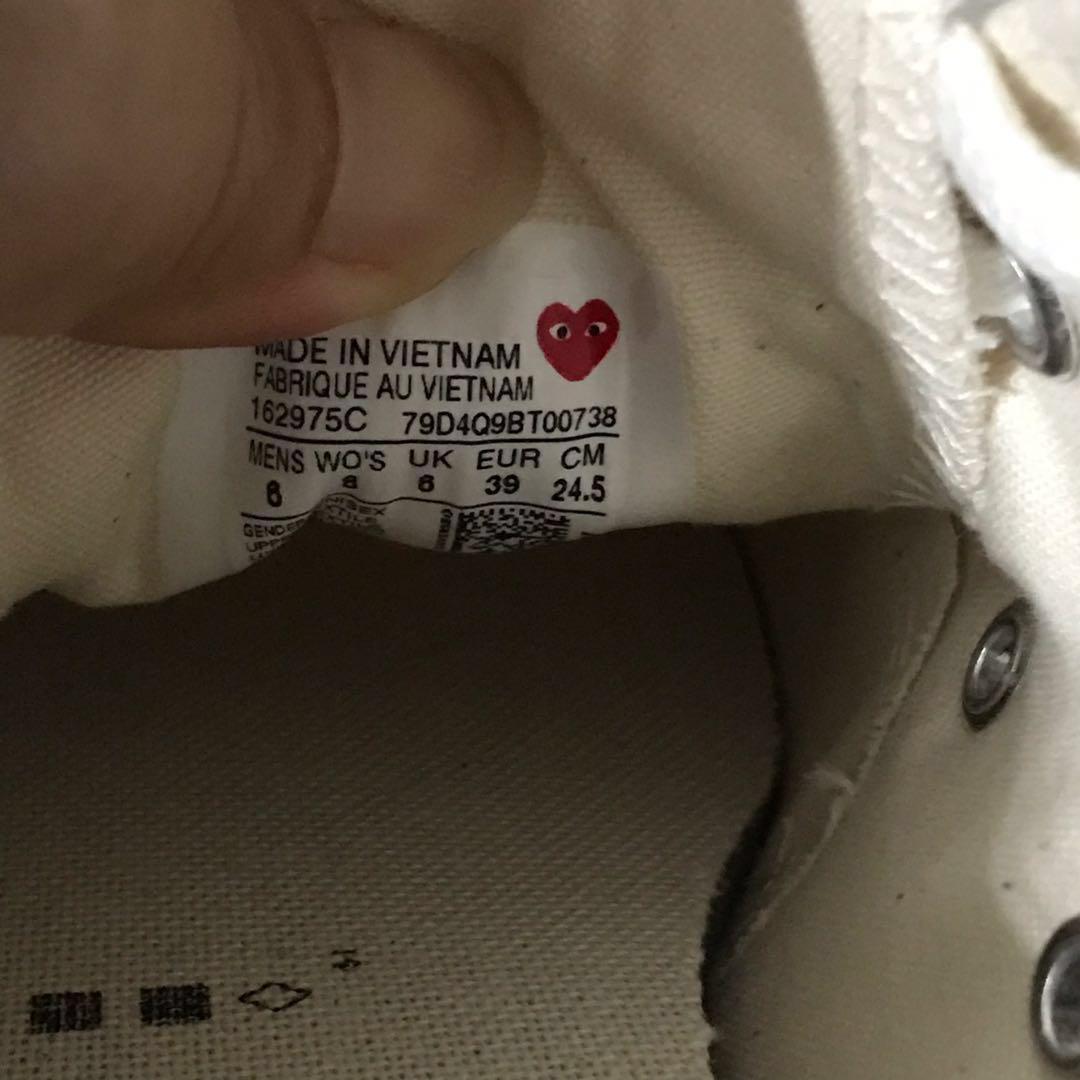 MADE IN VIETNAM
FABRIQUE AU VIETNAM
162975C 79D4Q9BT00738
MENS WO'S UK EUR CM
6 8 6 39 24.5
GENDER